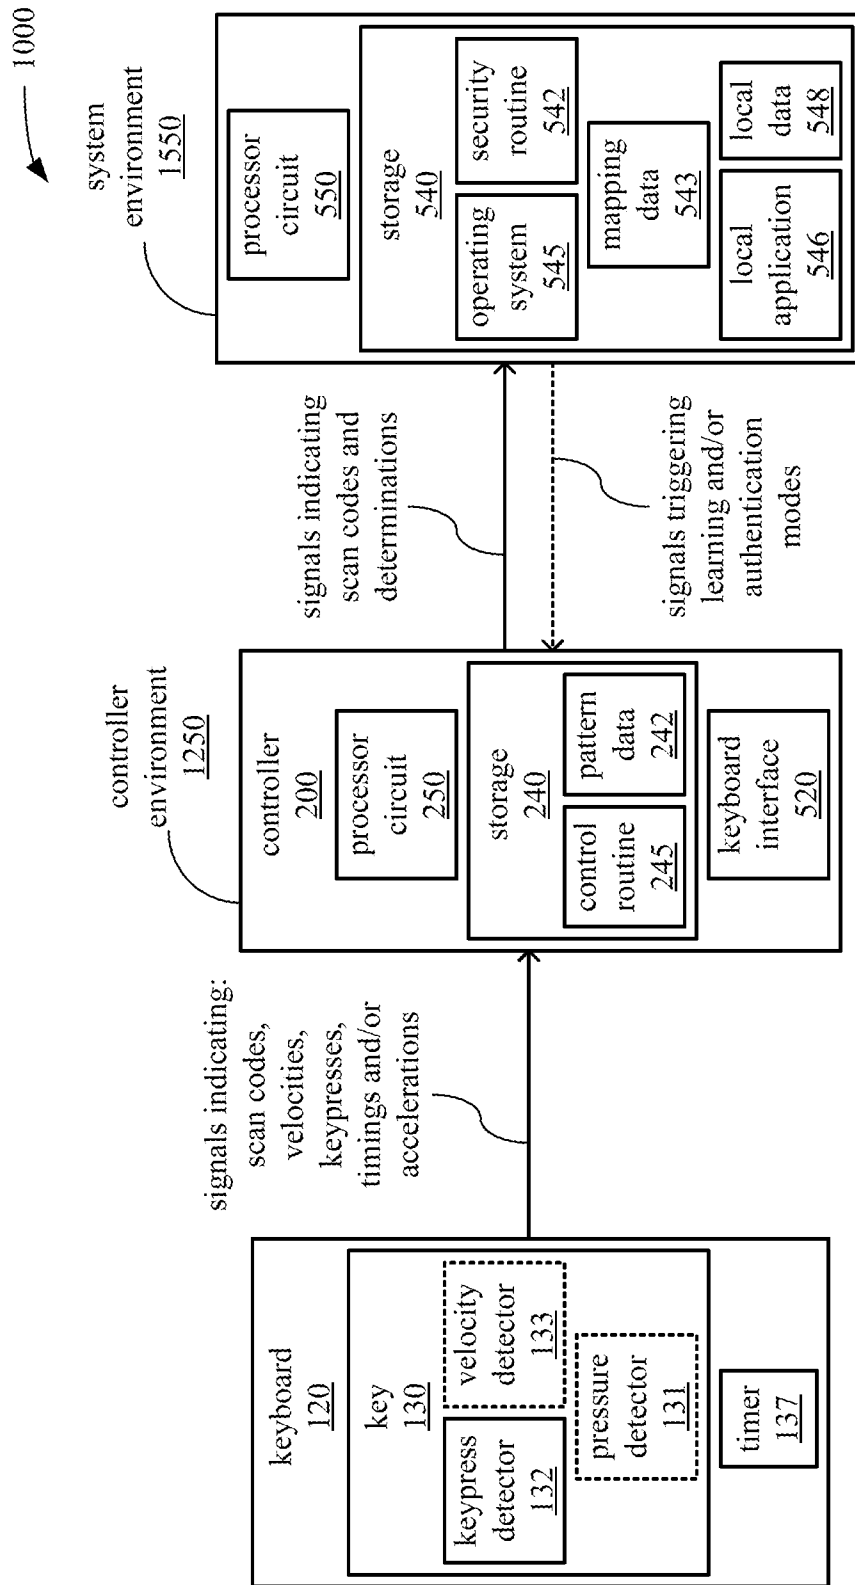 1000
keyboard
120
key
130
keypress
detector
132
velocity
detector
133
pressure
detector
131
timer
137
signals indicating:
scan codes,
velocities,
keypresses,
timings and/or
accelerations
controller
environment
1250
controller
200
processor
circuit
250
storage
240
control
routine
245
pattern
data
242
keyboard
interface
520
signals indicating
scan codes and
determinations
signals triggering
learning and/or
authentication
modes
system
environment
1550
processor
circuit
550
storage
540
operating
system
545
security
routine
542
mapping
data
543
local
application
546
local
data
548